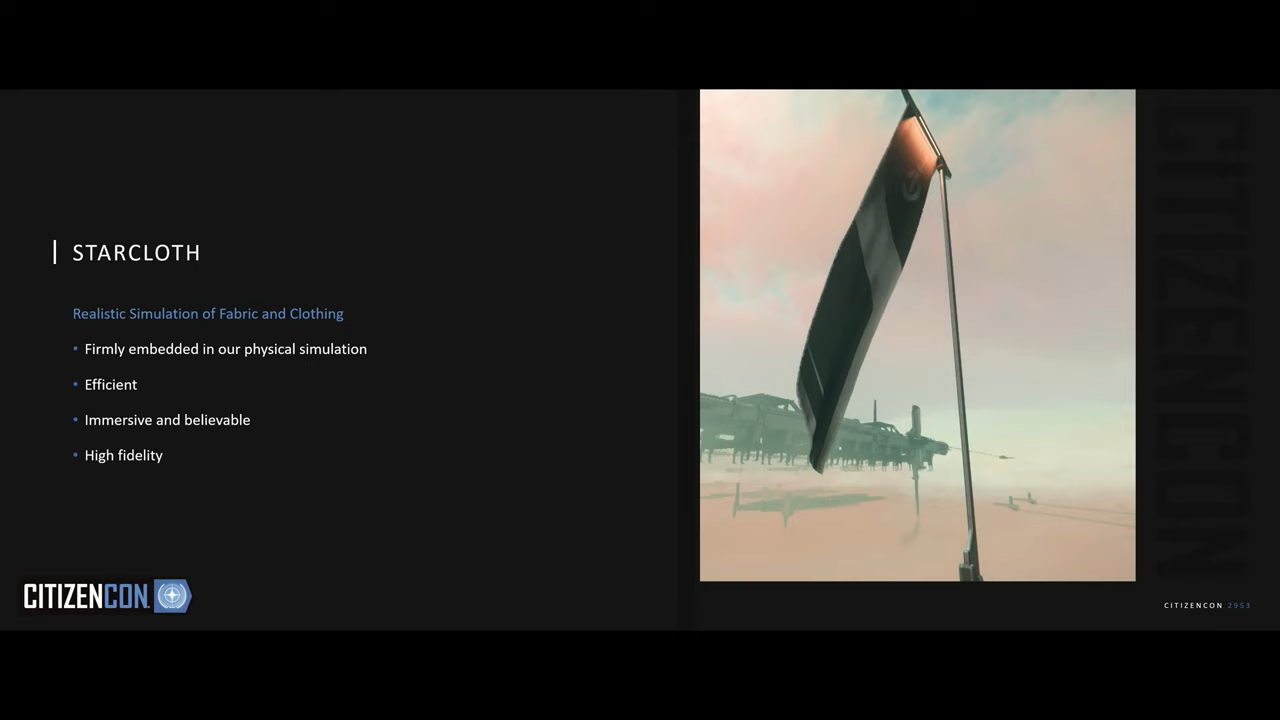 STARCLOTH
Realistic Simulation of Fabric and Clothing
• Firmly embedded in our physical simulation
• Efficient
• Immersive and believable
• High fidelity
CITIZENCON
CITIZENCON 2953
CITIZENCON